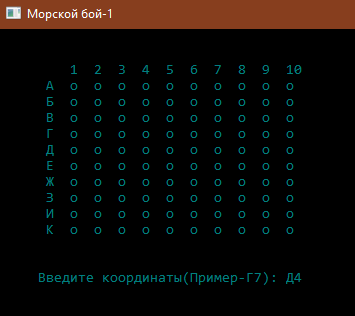 Морской бой-1
1 2 3 4 5 6 7 8 9 10
А о о о о о о о о о о
Б о о о о о о о о о о
В о о о о о о о о о о
Г о о о о о о о о о о
Д о о о о о о о о о о
Е о о о о о о о о о о
Ж о о о о о о о о о о
З о о о о о о о о о о
И о о о о о о о о о о
К о о о о о о о о о о
Введите координаты(Пример-Г7): Д4